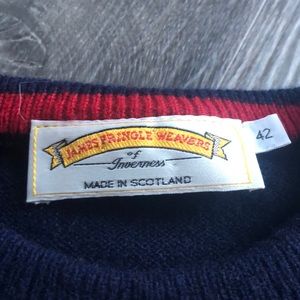 JAMES PRINGLE WEAVERS
of
Inverness
MADE IN SCOTLAND
42